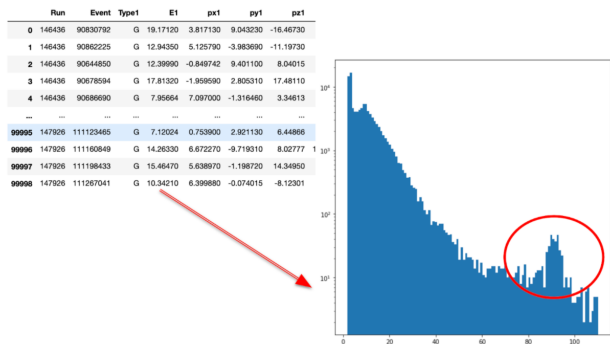 Run Event Type1 E1 px1 py1 pz1
0 146436 90830792 G 19.17120 3.817130 9.043230 -16.46730
1 146436 90862225 G 12.94350 5.125790 -3.983690 -11.19730
2 146436 90644850 G 12.39990 -0.849742 9.401100 8.04015
3 146436 90678594 G 17.81320 -1.959590 2.805310 17.48110
4 146436 90686690 G 7.95664 7.097000 -1.316460 3.34613
... ... ... ... ... ... ... ...
99995 147926 111123465 G 7.12024 0.753900 2.921130 6.44866
99996 147926 111160849 G 14.26330 6.672270 -9.719310 8.02777 1
99997 147926 111198433 G 15.46470 5.638970 -1.198720 14.34950
99998 147926 111267041 G 10.34210 6.399880 -0.074015 -8.12301
10⁴
10³
10²
10¹
0 20 40 60 80 100